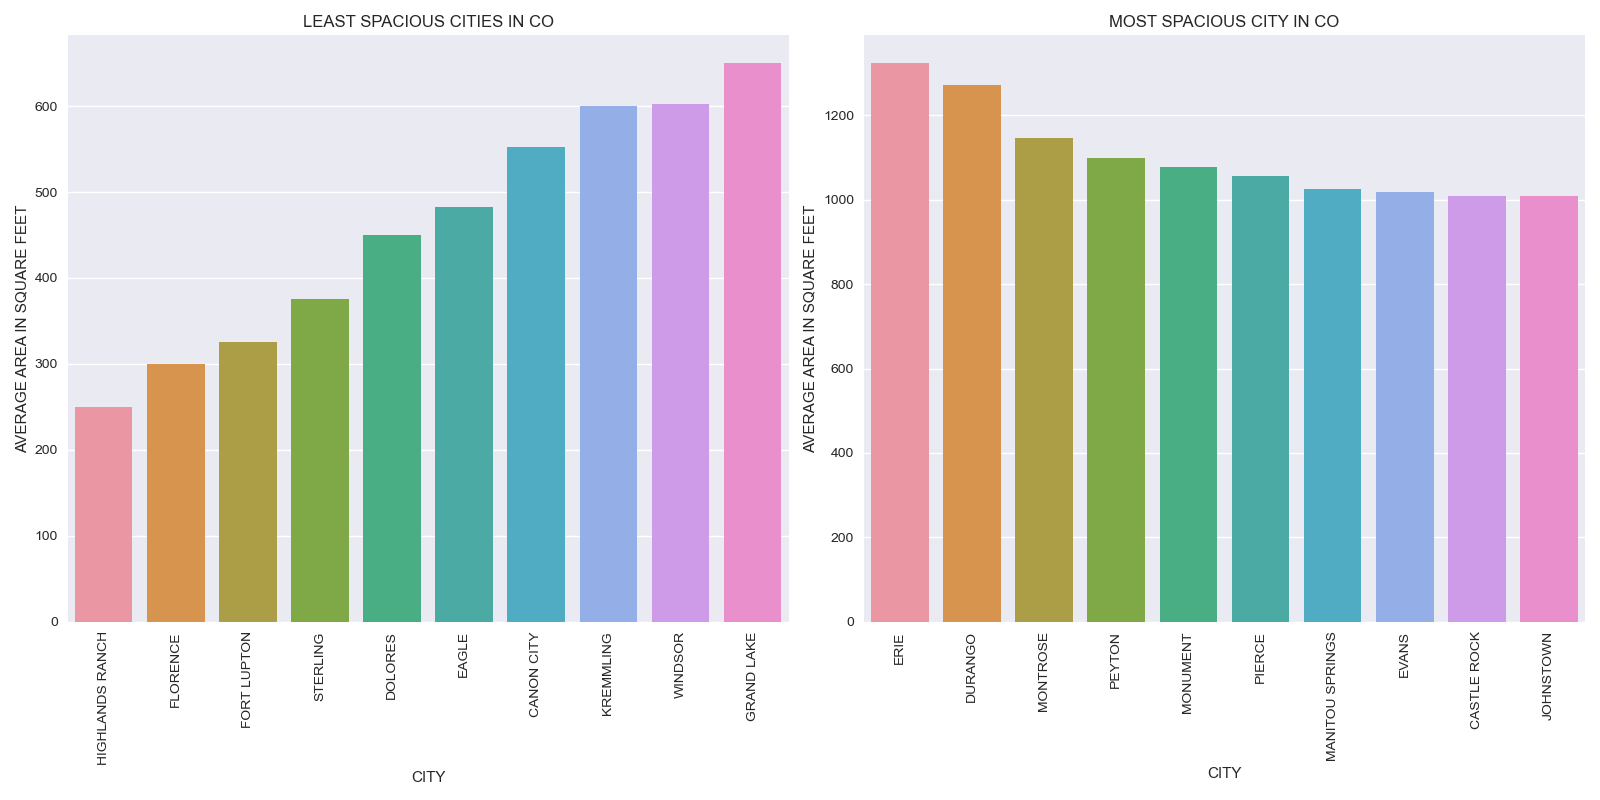 LEAST SPACIOUS CITIES IN CO
AVERAGE AREA IN SQUARE FEET
600
500
400
300
200
100
0
HIGHLANDS RANCH
FLORENCE
FORT LUPTON
STERLING
DOLORES
EAGLE
CANON CITY
KREMMLING
WINDSOR
GRAND LAKE
CITY
MOST SPACIOUS CITY IN CO
AVERAGE AREA IN SQUARE FEET
1200
1000
800
600
400
200
0
ERIE
DURANGO
MONTROSE
PEYTON
MONUMENT
PIERCE
MANITOU SPRINGS
EVANS
CASTLE ROCK
JOHNSTOWN
CITY